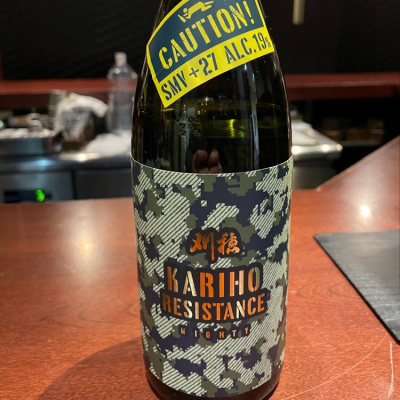 CAUTION!
SMV +27 ALC.19%
刈穂
KARIHO
RESISTANCE
MIGHTY